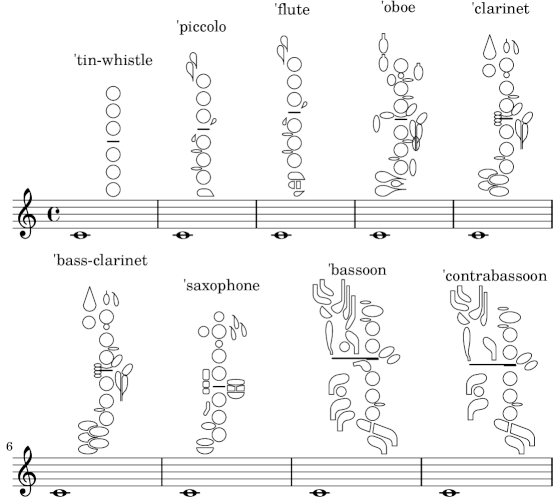 'tin-whistle
'piccolo
'flute
'oboe
'clarinet
'bass-clarinet
'saxophone
'bassoon
'contrabassoon
6